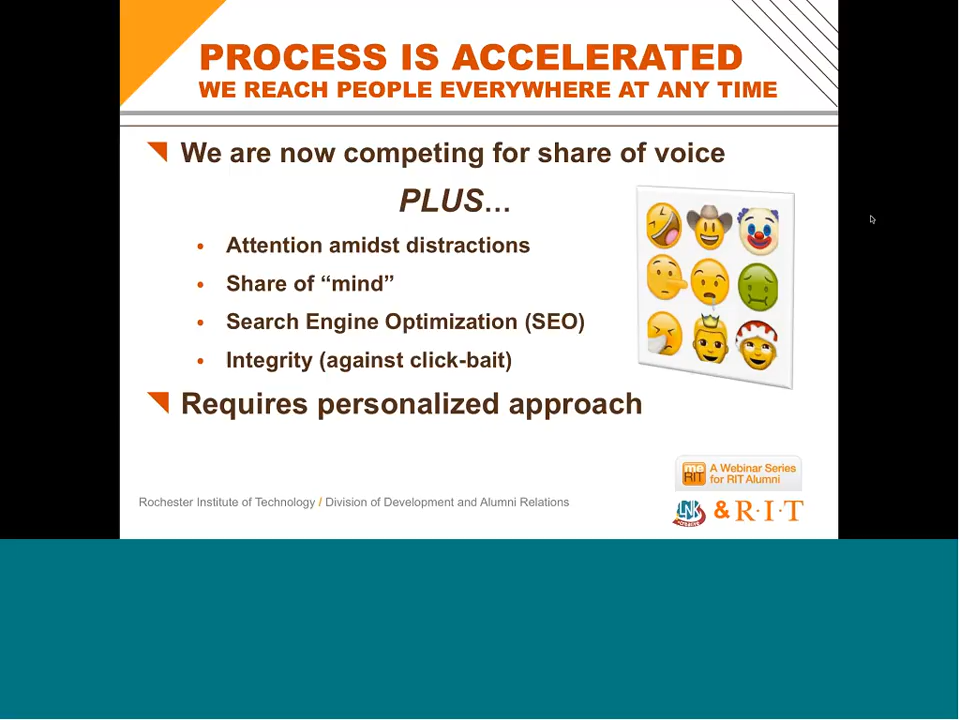 PROCESS IS ACCELERATED
WE REACH PEOPLE EVERYWHERE AT ANY TIME
We are now competing for share of voice
PLUS...
• Attention amidst distractions
• Share of “mind”
• Search Engine Optimization (SEO)
• Integrity (against click-bait)
Requires personalized approach
me
RIT
A Webinar Series
for RIT Alumni
Rochester Institute of Technology / Division of Development and Alumni Relations
LNK
& R·I·T